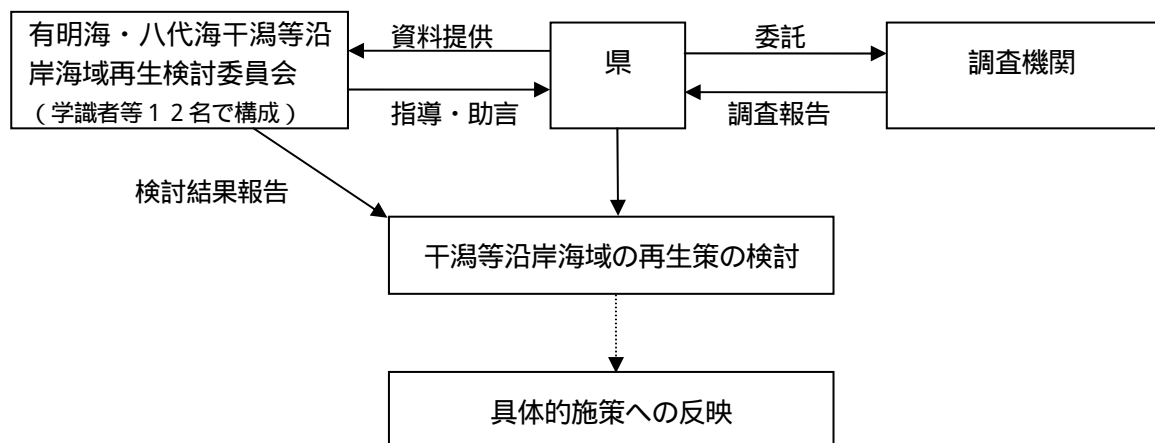 有明海・八代海干潟等沿
岸海域再生検討委員会
（学識者等１２名で構成）
資料提供
指導・助言
県
委託
調査報告
調査機関
検討結果報告
干潟等沿岸海域の再生策の検討
具体的施策への反映